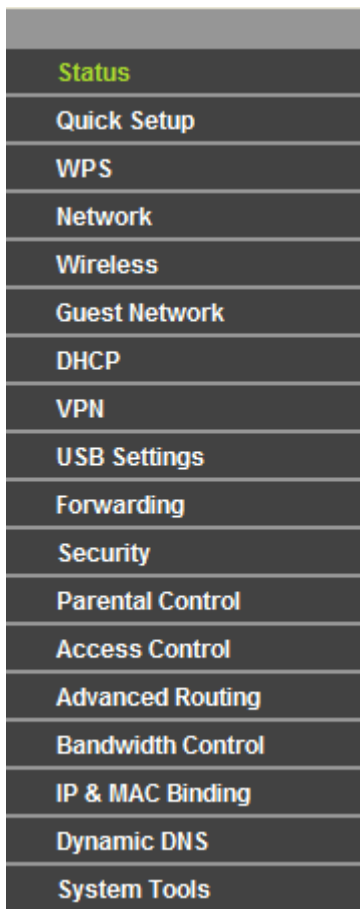 Status
Quick Setup
WPS
Network
Wireless
Guest Network
DHCP
VPN
USB Settings
Forwarding
Security
Parental Control
Access Control
Advanced Routing
Bandwidth Control
IP & MAC Binding
Dynamic DNS
System Tools